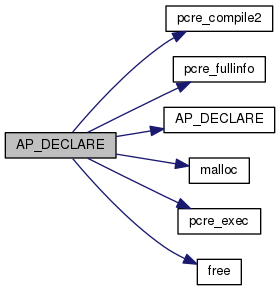 pcre_compile2
pcre_fullinfo
AP_DECLARE
AP_DECLARE
malloc
pcre_exec
free